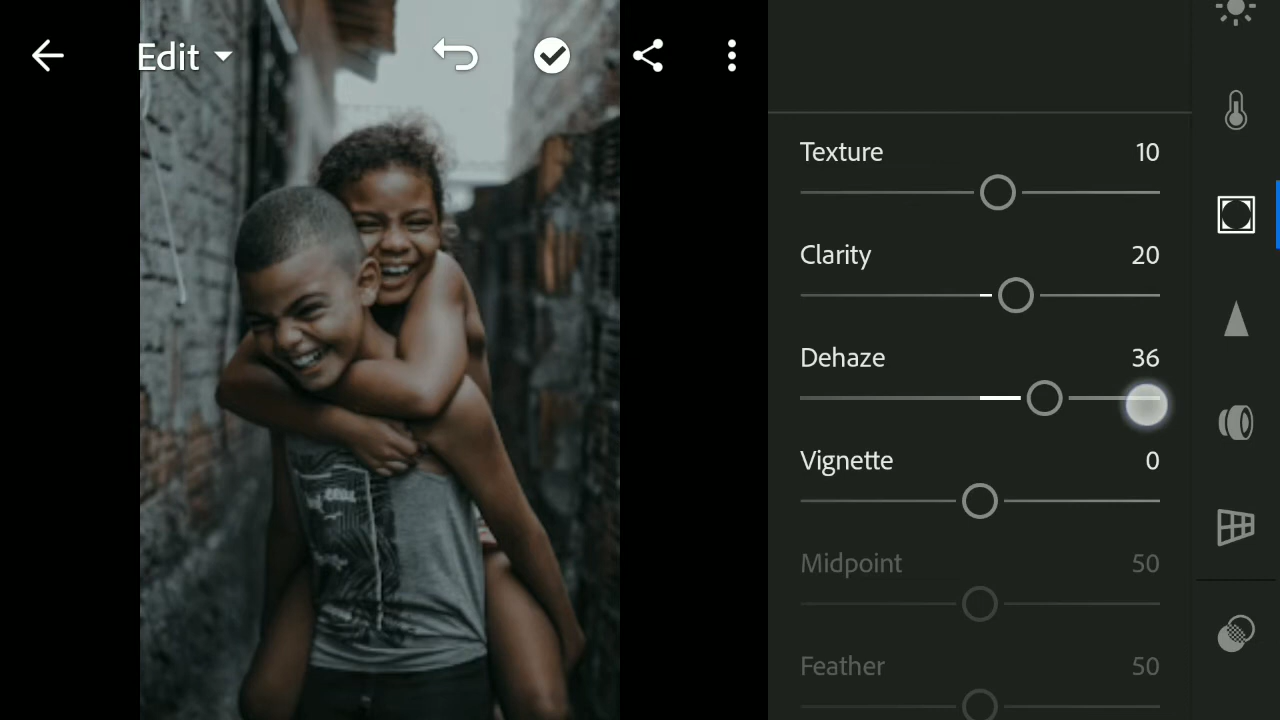 Edit
Texture 10
Clarity 20
Dehaze 36
Vignette 0
Midpoint 50
Feather 50